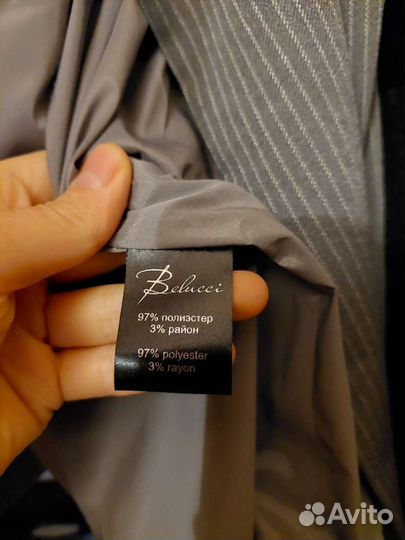 Belucci
97% полиэстер
3% район
97% polyester
3% rayon
Avito